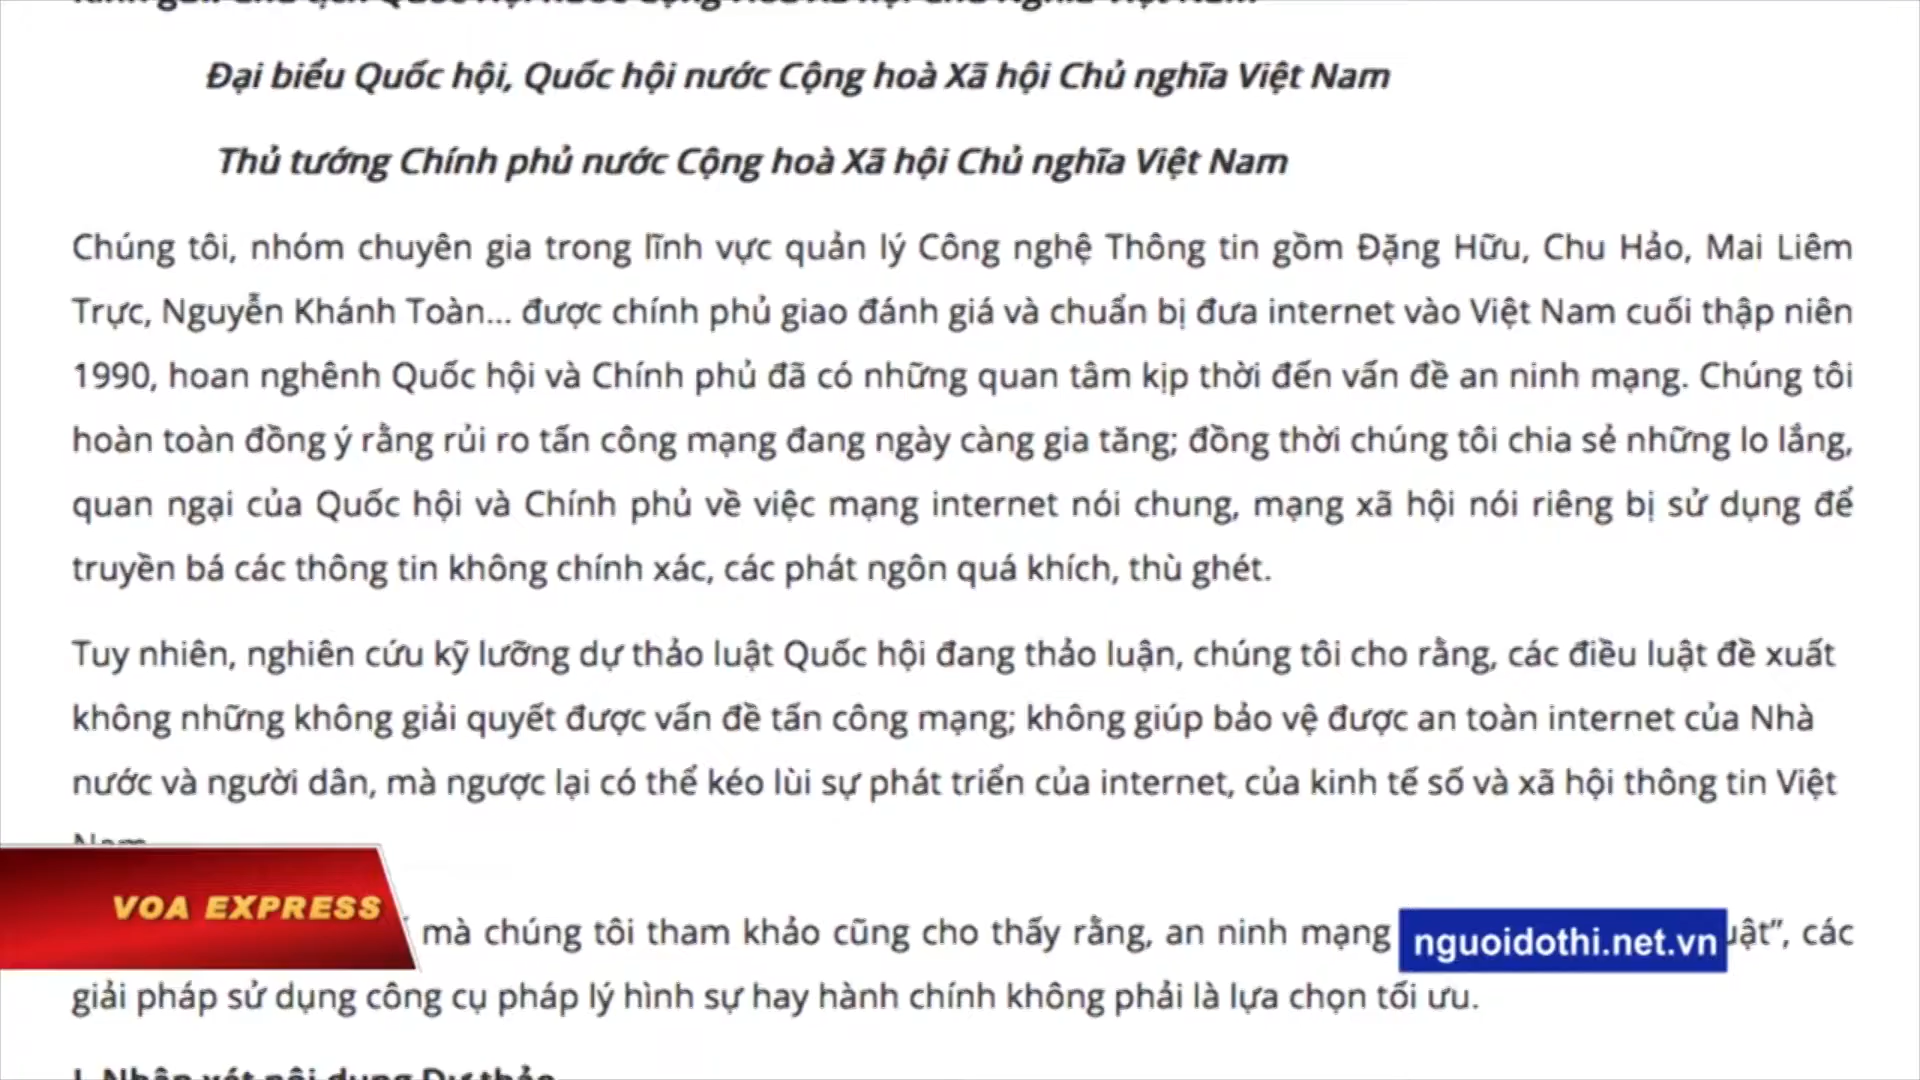 Đại biểu Quốc hội, Quốc hội nước Cộng hoà Xã hội Chủ nghĩa Việt Nam
Thủ tướng Chính phủ nước Cộng hoà Xã hội Chủ nghĩa Việt Nam
Chúng tôi, nhóm chuyên gia trong lĩnh vực quản lý Công nghệ Thông tin gồm Đặng Hữu, Chu Hảo, Mai Liêm
Trực, Nguyễn Khánh Toàn... được chính phủ giao đánh giá và chuẩn bị đưa internet vào Việt Nam cuối thập niên
1990, hoan nghênh Quốc hội và Chính phủ đã có những quan tâm kịp thời đến vấn đề an ninh mạng. Chúng tôi
hoàn toàn đồng ý rằng rủi ro tấn công mạng đang ngày càng gia tăng; đồng thời chúng tôi chia sẻ những lo lắng,
quan ngại của Quốc hội và Chính phủ về việc mạng internet nói chung, mạng xã hội nói riêng bị sử dụng để
truyền bá các thông tin không chính xác, các phát ngôn quá khích, thù ghét.
Tuy nhiên, nghiên cứu kỹ lưỡng dự thảo luật Quốc hội đang thảo luận, chúng tôi cho rằng, các điều luật đề xuất
không những không giải quyết được vấn đề tấn công mạng; không giúp bảo vệ được an toàn internet của Nhà
nước và người dân, mà ngược lại có thể kéo lùi sự phát triển của internet, của kinh tế số và xã hội thông tin Việt
Nam
VOA EXPRESS
mà chúng tôi tham khảo cũng cho thấy rằng, an ninh mạng nguoidothi.net.vn các
giải pháp sử dụng công cụ pháp lý hình sự hay hành chính không phải là lựa chọn tối ưu.
I. Nhận xét nội dung Dự thảo